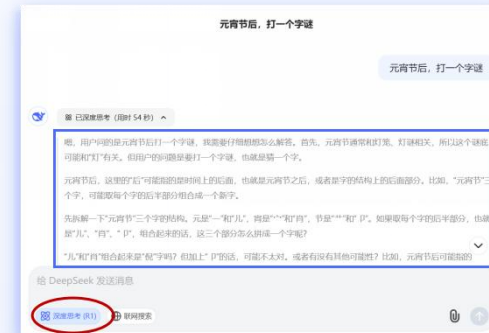 元宵节后，打一个字谜
元宵节后，打一个字谜
已深度思考（用时 54 秒）
嗯，用户问的是元宵节后打一个字谜，我需要仔细想想怎么解答。首先，元宵节通常和灯笼、灯谜相关，所以这个谜底
可能和"灯"有关。但用户的问题是要打一个字谜，也就是猜一个字。
元宵节后，这里的"后"可能指的是时间上的后面，也就是元宵节之后，或者是字的结构上的后面部分。比如，"元宵节"三
个字，可能取每个字的后半部分组合成一个新字。
先拆解一下"元宵节"三个字的结构。元是"一"和"儿"，宵是"宀"和"肖"，节是"艹"和"卩"。如果取每个字的后半部分，也就
是"儿"、"肖"、"卩"，组合起来的话，这三个部分怎么拼成一个字呢？
"儿"和"肖"组合起来是 字吗？但加上"卩"的话，可能不太对。或者有没有其他可能性？比如，元宵节后可能指的
给 DeepSeek 发送消息
深度思考 (R1) 联网搜索